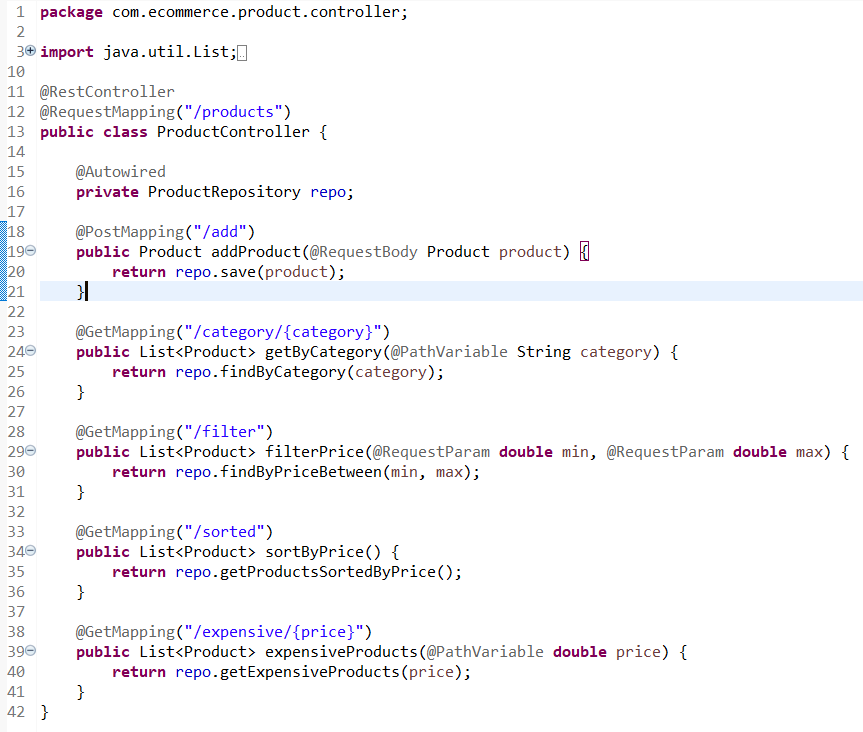 1 package com.ecommerce.product.controller;
2
3 import java.util.List;
10
11 @RestController
12 @RequestMapping("/products")
13 public class ProductController {
14
15     @Autowired
16     private ProductRepository repo;
17
18     @PostMapping("/add")
19     public Product addProduct(@RequestBody Product product) {
20         return repo.save(product);
21     }
22
23     @GetMapping("/category/{category}")
24     public List<Product> getByCategory(@PathVariable String category) {
25         return repo.findByCategory(category);
26     }
27
28     @GetMapping("/filter")
29     public List<Product> filterPrice(@RequestParam double min, @RequestParam double max) {
30         return repo.findByPriceBetween(min, max);
31     }
32
33     @GetMapping("/sorted")
34     public List<Product> sortByPrice() {
35         return repo.getProductsSortedByPrice();
36     }
37
38     @GetMapping("/expensive/{price}")
39     public List<Product> expensiveProducts(@PathVariable double price) {
40         return repo.getExpensiveProducts(price);
41     }
42 }